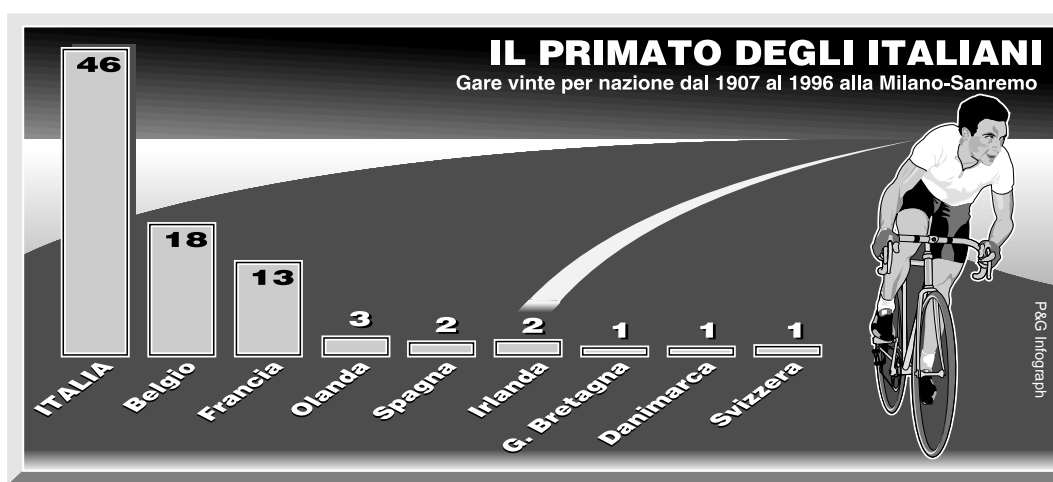 IL PRIMATO DEGLI ITALIANI
Gare vinte per nazione dal 1907 al 1996 alla Milano-Sanremo
46
18
13
3
2
2
1
1
1
ITALIA
Belgio
Francia
Olanda
Spagna
Irlanda
G. Bretagna
Danimarca
Svizzera
P&G Infograph